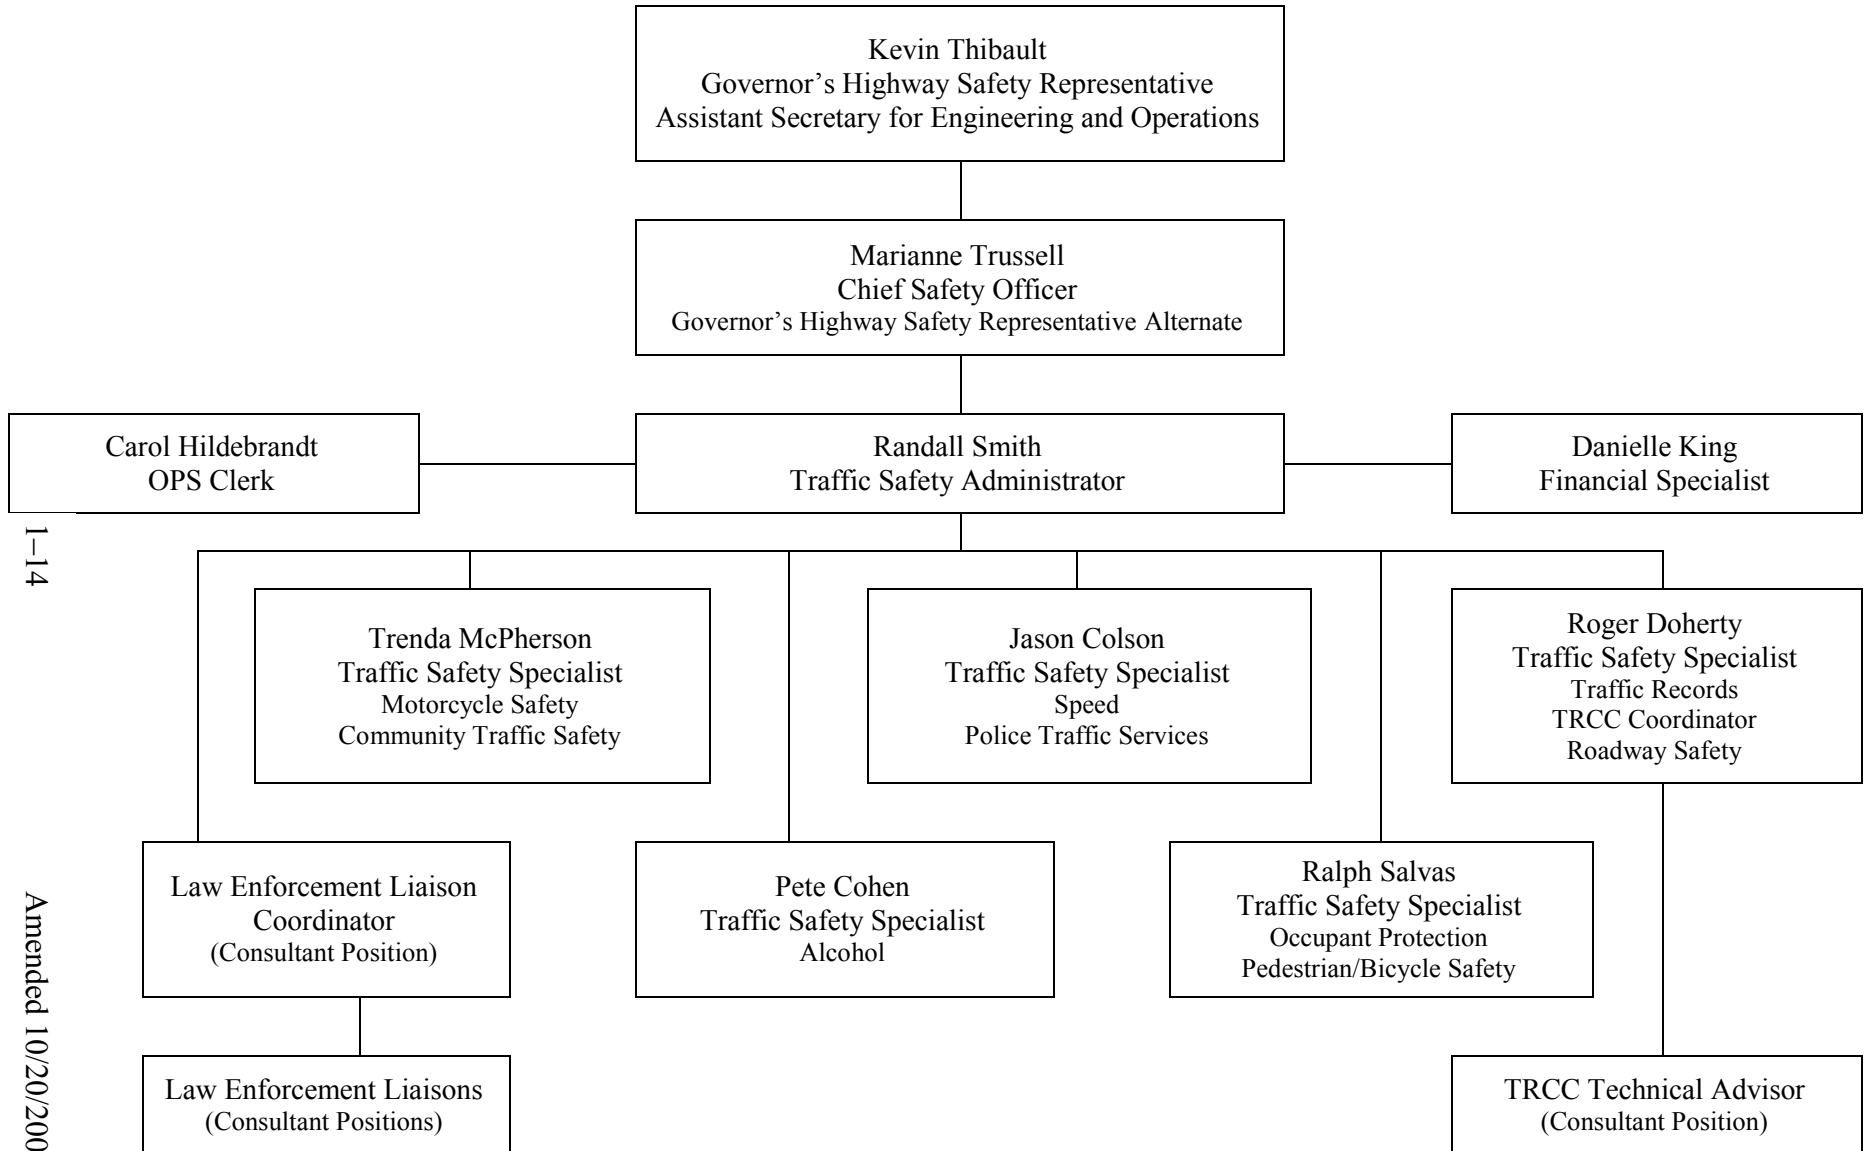 Kevin Thibault
Governor’s Highway Safety Representative
Assistant Secretary for Engineering and Operations
Marianne Trussell
Chief Safety Officer
Governor’s Highway Safety Representative Alternate
Carol Hildebrandt
OPS Clerk
Randall Smith
Traffic Safety Administrator
Danielle King
Financial Specialist
Trenda McPherson
Traffic Safety Specialist
Motorcycle Safety
Community Traffic Safety
Jason Colson
Traffic Safety Specialist
Speed
Police Traffic Services
Roger Doherty
Traffic Safety Specialist
Traffic Records
TRCC Coordinator
Roadway Safety
Law Enforcement Liaison
Coordinator
(Consultant Position)
Pete Cohen
Traffic Safety Specialist
Alcohol
Ralph Salvas
Traffic Safety Specialist
Occupant Protection
Pedestrian/Bicycle Safety
Law Enforcement Liaisons
(Consultant Positions)
TRCC Technical Advisor
(Consultant Position)
1–14
Amended 10/20/200